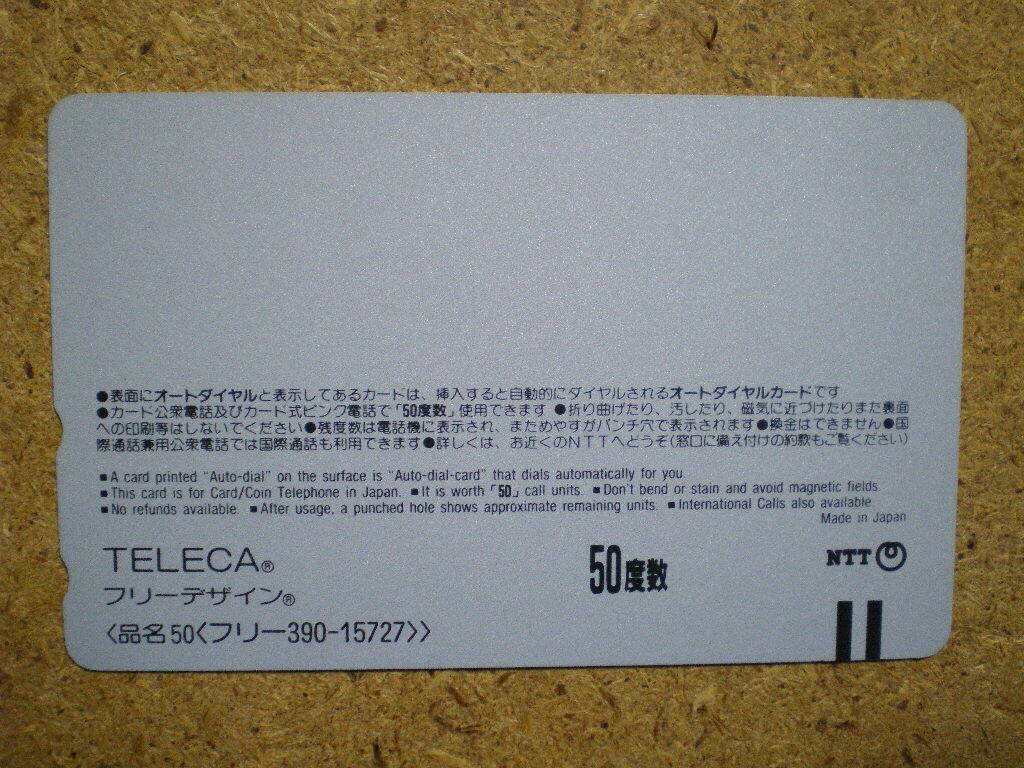 ●表面にオートダイヤルと表示してあるカードは、挿入すると自動的にダイヤルされるオートダイヤルカードです
●カード公衆電話及びカード式ピンク電話で「50度数」使用できます ●折り曲げたり、汚したり、磁気に近づけたりまた裏面
への印刷等はしないでください●残度数は電話機に表示され、まためやすがパンチ穴で表示されます●換金はできません●国
際通話兼用公衆電話では国際通話も利用できます●詳しくは、お近くのNTTへどうぞ(窓口に備え付けの約款もご覧ください)
■A card printed “Auto-dial” on the surface is “Auto-dial-card” that dials automatically for you.
■This card is for Card/Coin Telephone in Japan. ■It is worth「50」call units. ■Don't bend or stain and avoid magnetic fields.
■No refunds available. ■After usage, a punched hole shows approximate remaining units. ■International Calls also available
Made in Japan
TELECA®
フリーデザイン®
〈品名50〈フリー390-15727〉〉
50度数
NTT